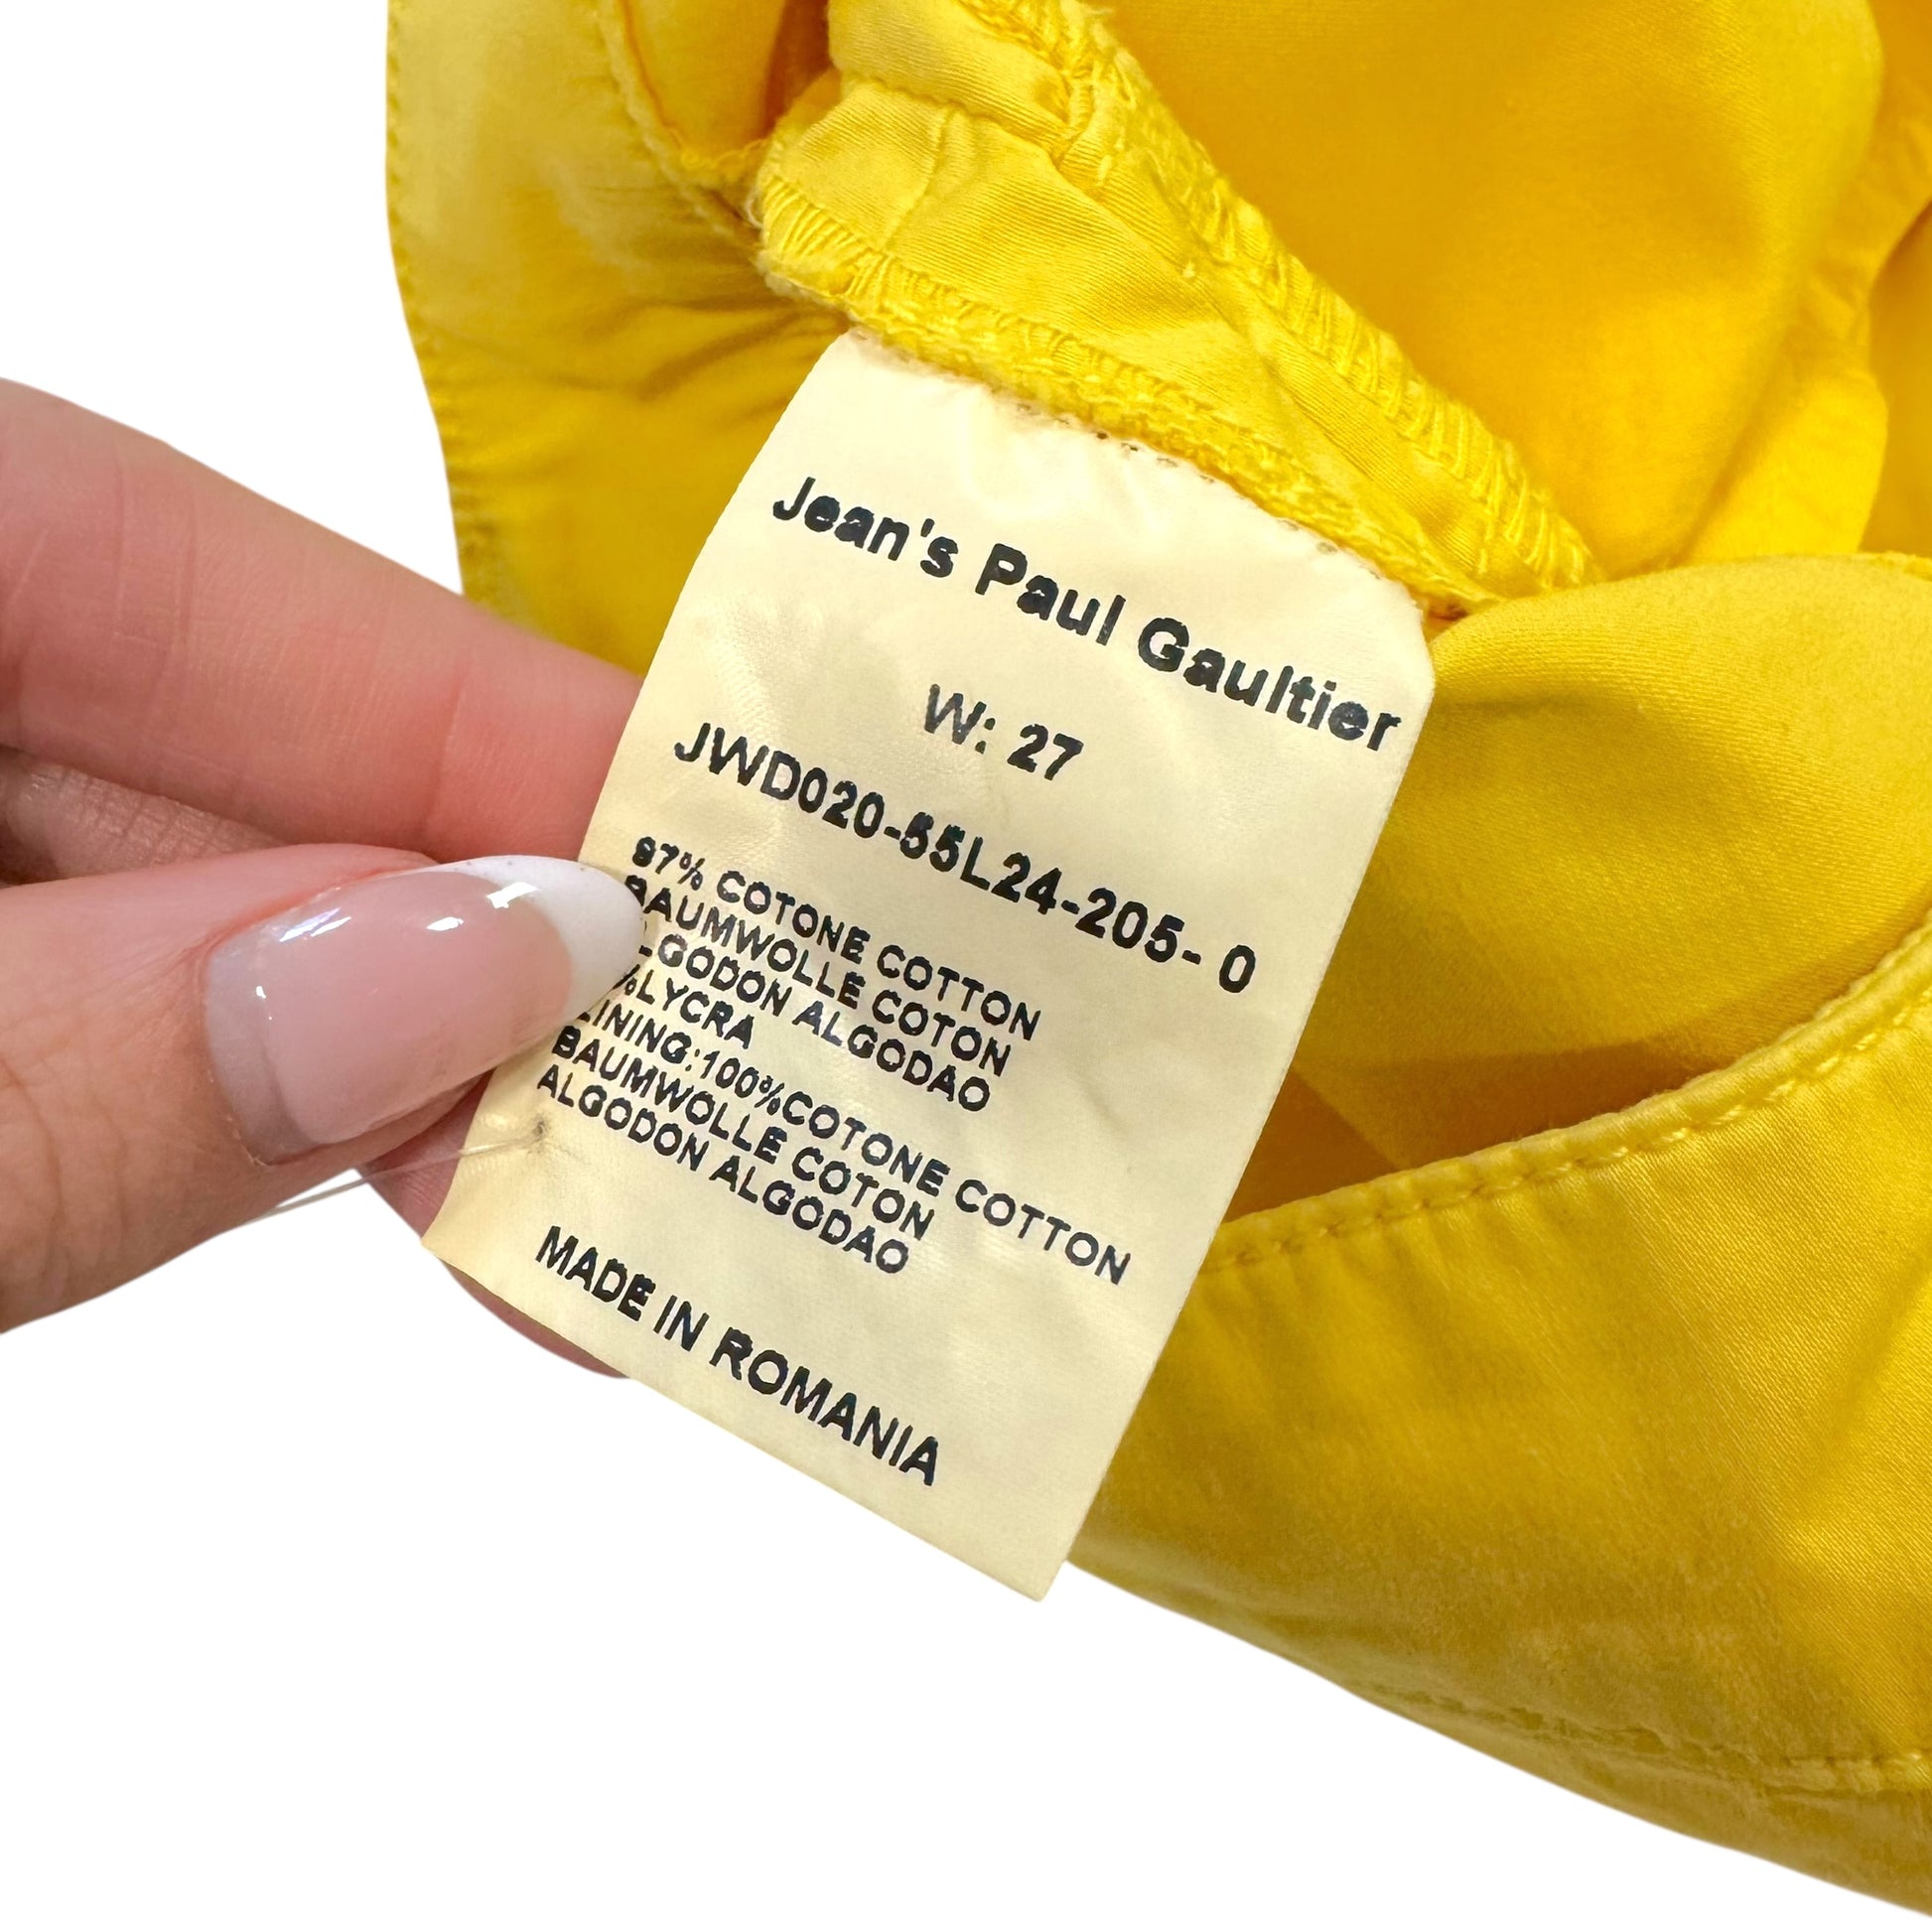 Jean's Paul Gaultier
W: 27
JWD020-55L24-205- 0
97% COTONE COTTON
BAUMWOLLE COTON
ALGODON ALGODAO
%LYCRA
LINING:100%COTONE COTTON
BAUMWOLLE COTON
ALGODON ALGODAO
MADE IN ROMANIA